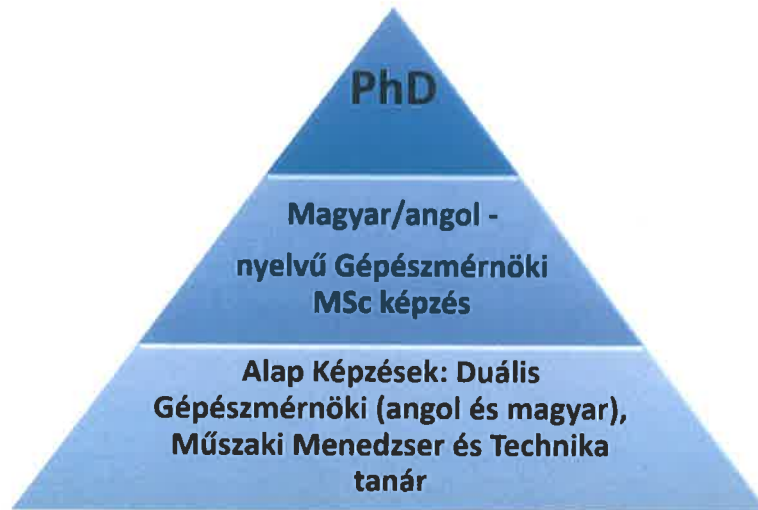 PhD
Magyar/angol -
nyelvű Gépészmérnöki
MSc képzés
Alap Képzések: Duális
Gépészmérnöki (angol és magyar),
Műszaki Menedzser és Technika
tanár